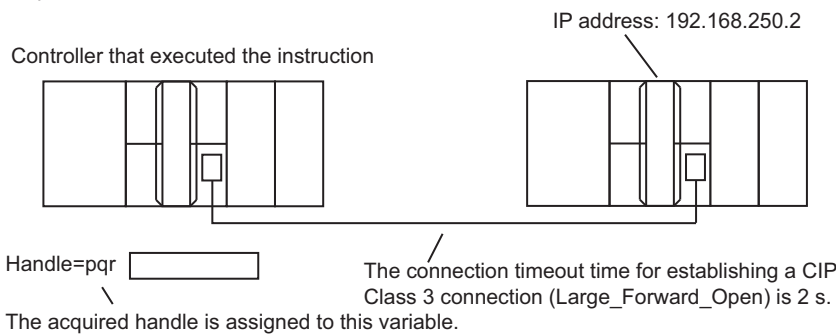 IP address: 192.168.250.2
Controller that executed the instruction
Handle=pqr
The connection timeout time for establishing a CIP
Class 3 connection (Large_Forward_Open) is 2 s.
The acquired handle is assigned to this variable.